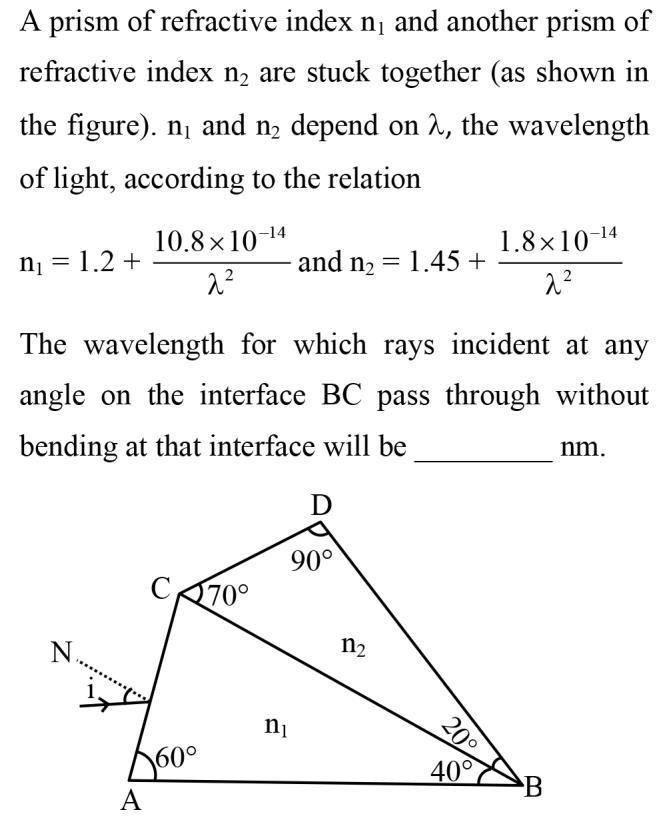 A prism of refractive index n₁ and another prism of
refractive index n₂ are stuck together (as shown in
the figure). n₁ and n₂ depend on λ, the wavelength
of light, according to the relation
n₁ = 1.2 + \frac{10.8×10⁻¹⁴}{λ²} and n₂ = 1.45 + \frac{1.8×10⁻¹⁴}{λ²}
The wavelength for which rays incident at any
angle on the interface BC pass through without
bending at that interface will be __________ nm.
D
90°
C 70°
N
n₂
i
n₁
20°
60°
40°
B
A